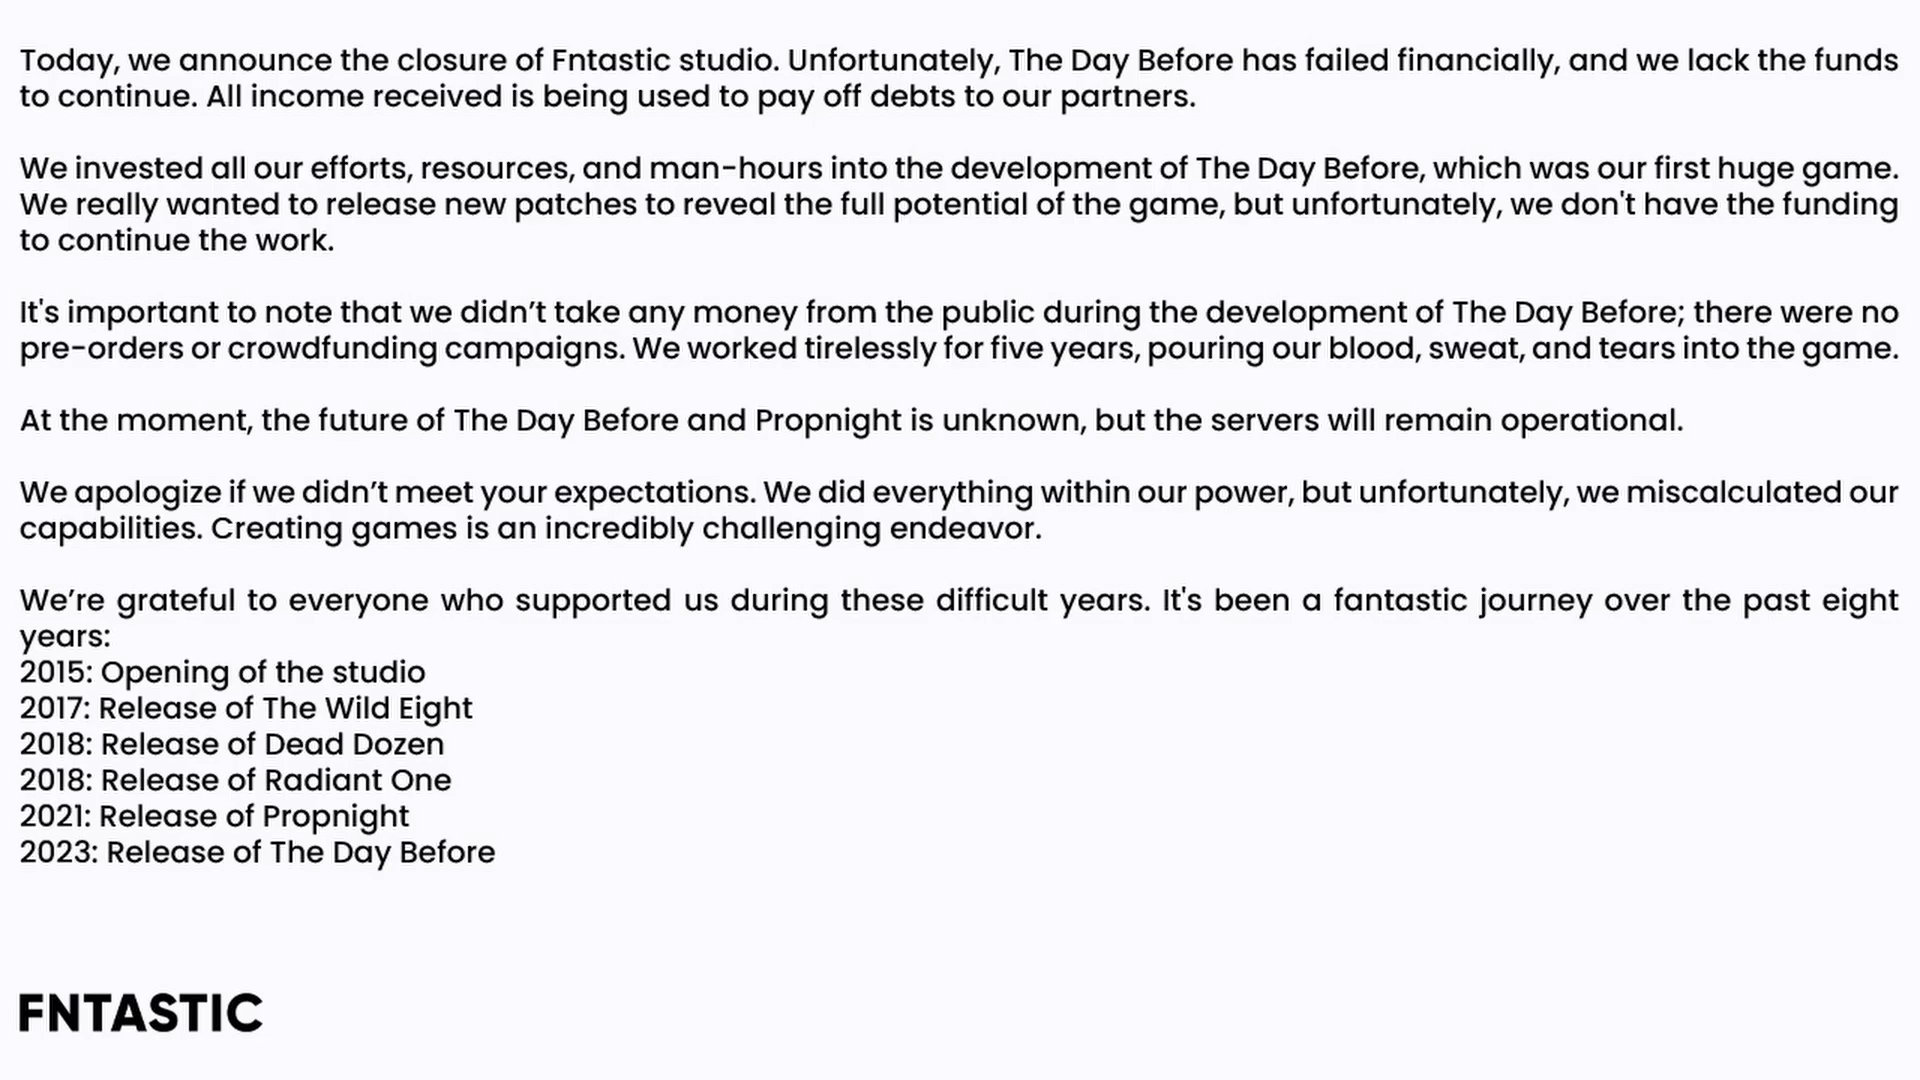 Today, we announce the closure of Fntastic studio. Unfortunately, The Day Before has failed financially, and we lack the funds
to continue. All income received is being used to pay off debts to our partners.
We invested all our efforts, resources, and man-hours into the development of The Day Before, which was our first huge game.
We really wanted to release new patches to reveal the full potential of the game, but unfortunately, we don't have the funding
to continue the work.
It's important to note that we didn’t take any money from the public during the development of The Day Before; there were no
pre-orders or crowdfunding campaigns. We worked tirelessly for five years, pouring our blood, sweat, and tears into the game.
At the moment, the future of The Day Before and Propnight is unknown, but the servers will remain operational.
We apologize if we didn’t meet your expectations. We did everything within our power, but unfortunately, we miscalculated our
capabilities. Creating games is an incredibly challenging endeavor.
We’re grateful to everyone who supported us during these difficult years. It's been a fantastic journey over the past eight
years:
2015: Opening of the studio
2017: Release of The Wild Eight
2018: Release of Dead Dozen
2018: Release of Radiant One
2021: Release of Propnight
2023: Release of The Day Before
FNTASTIC